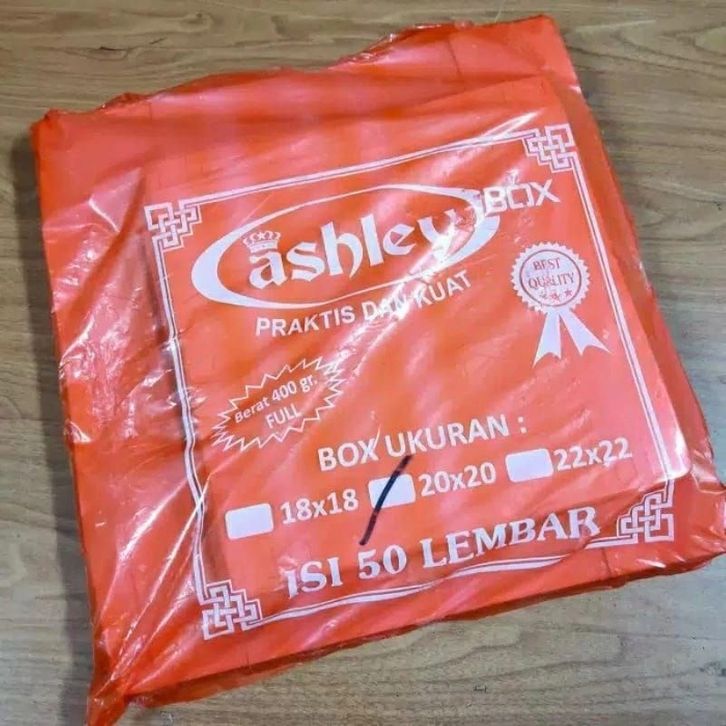 ashley BOX
PRAKTIS DAN KUAT
BEST
QUALITY
Berat 400 gr.
FULL
BOX UKURAN :
18x18 20x20 22x22
ISI 50 LEMBAR